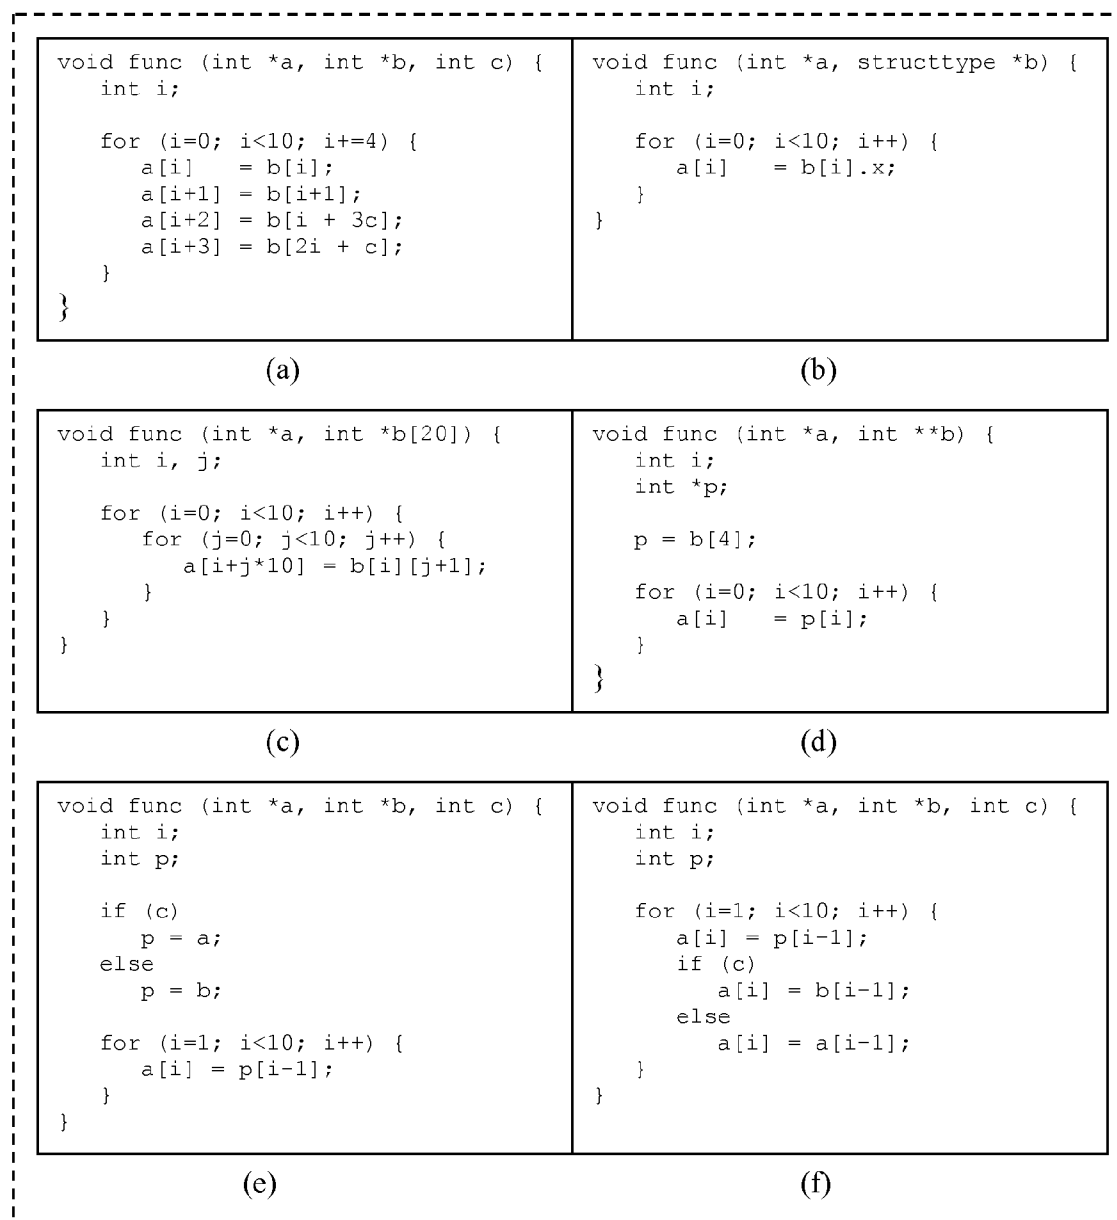 void func (int *a, int *b, int c) {
   int i;

   for (i=0; i<10; i+=4) {
      a[i]   = b[i];
      a[i+1] = b[i+1];
      a[i+2] = b[i + 3c];
      a[i+3] = b[2i + c];
   }
}
(a)
void func (int *a, structtype *b) {
   int i;

   for (i=0; i<10; i++) {
      a[i]   = b[i].x;
   }
}
(b)
void func (int *a, int *b[20]) {
   int i, j;

   for (i=0; i<10; i++) {
      for (j=0; j<10; j++) {
         a[i+j*10] = b[i][j+1];
      }
   }
}
(c)
void func (int *a, int **b) {
   int i;
   int *p;

   p = b[4];

   for (i=0; i<10; i++) {
      a[i]   = p[i];
   }
}
(d)
void func (int *a, int *b, int c) {
   int i;
   int p;

   if (c)
      p = a;
   else
      p = b;

   for (i=1; i<10; i++) {
      a[i] = p[i-1];
   }
}
(e)
void func (int *a, int *b, int c) {
   int i;
   int p;

   for (i=1; i<10; i++) {
      a[i] = p[i-1];
      if (c)
         a[i] = b[i-1];
      else
         a[i] = a[i-1];
   }
}
(f)